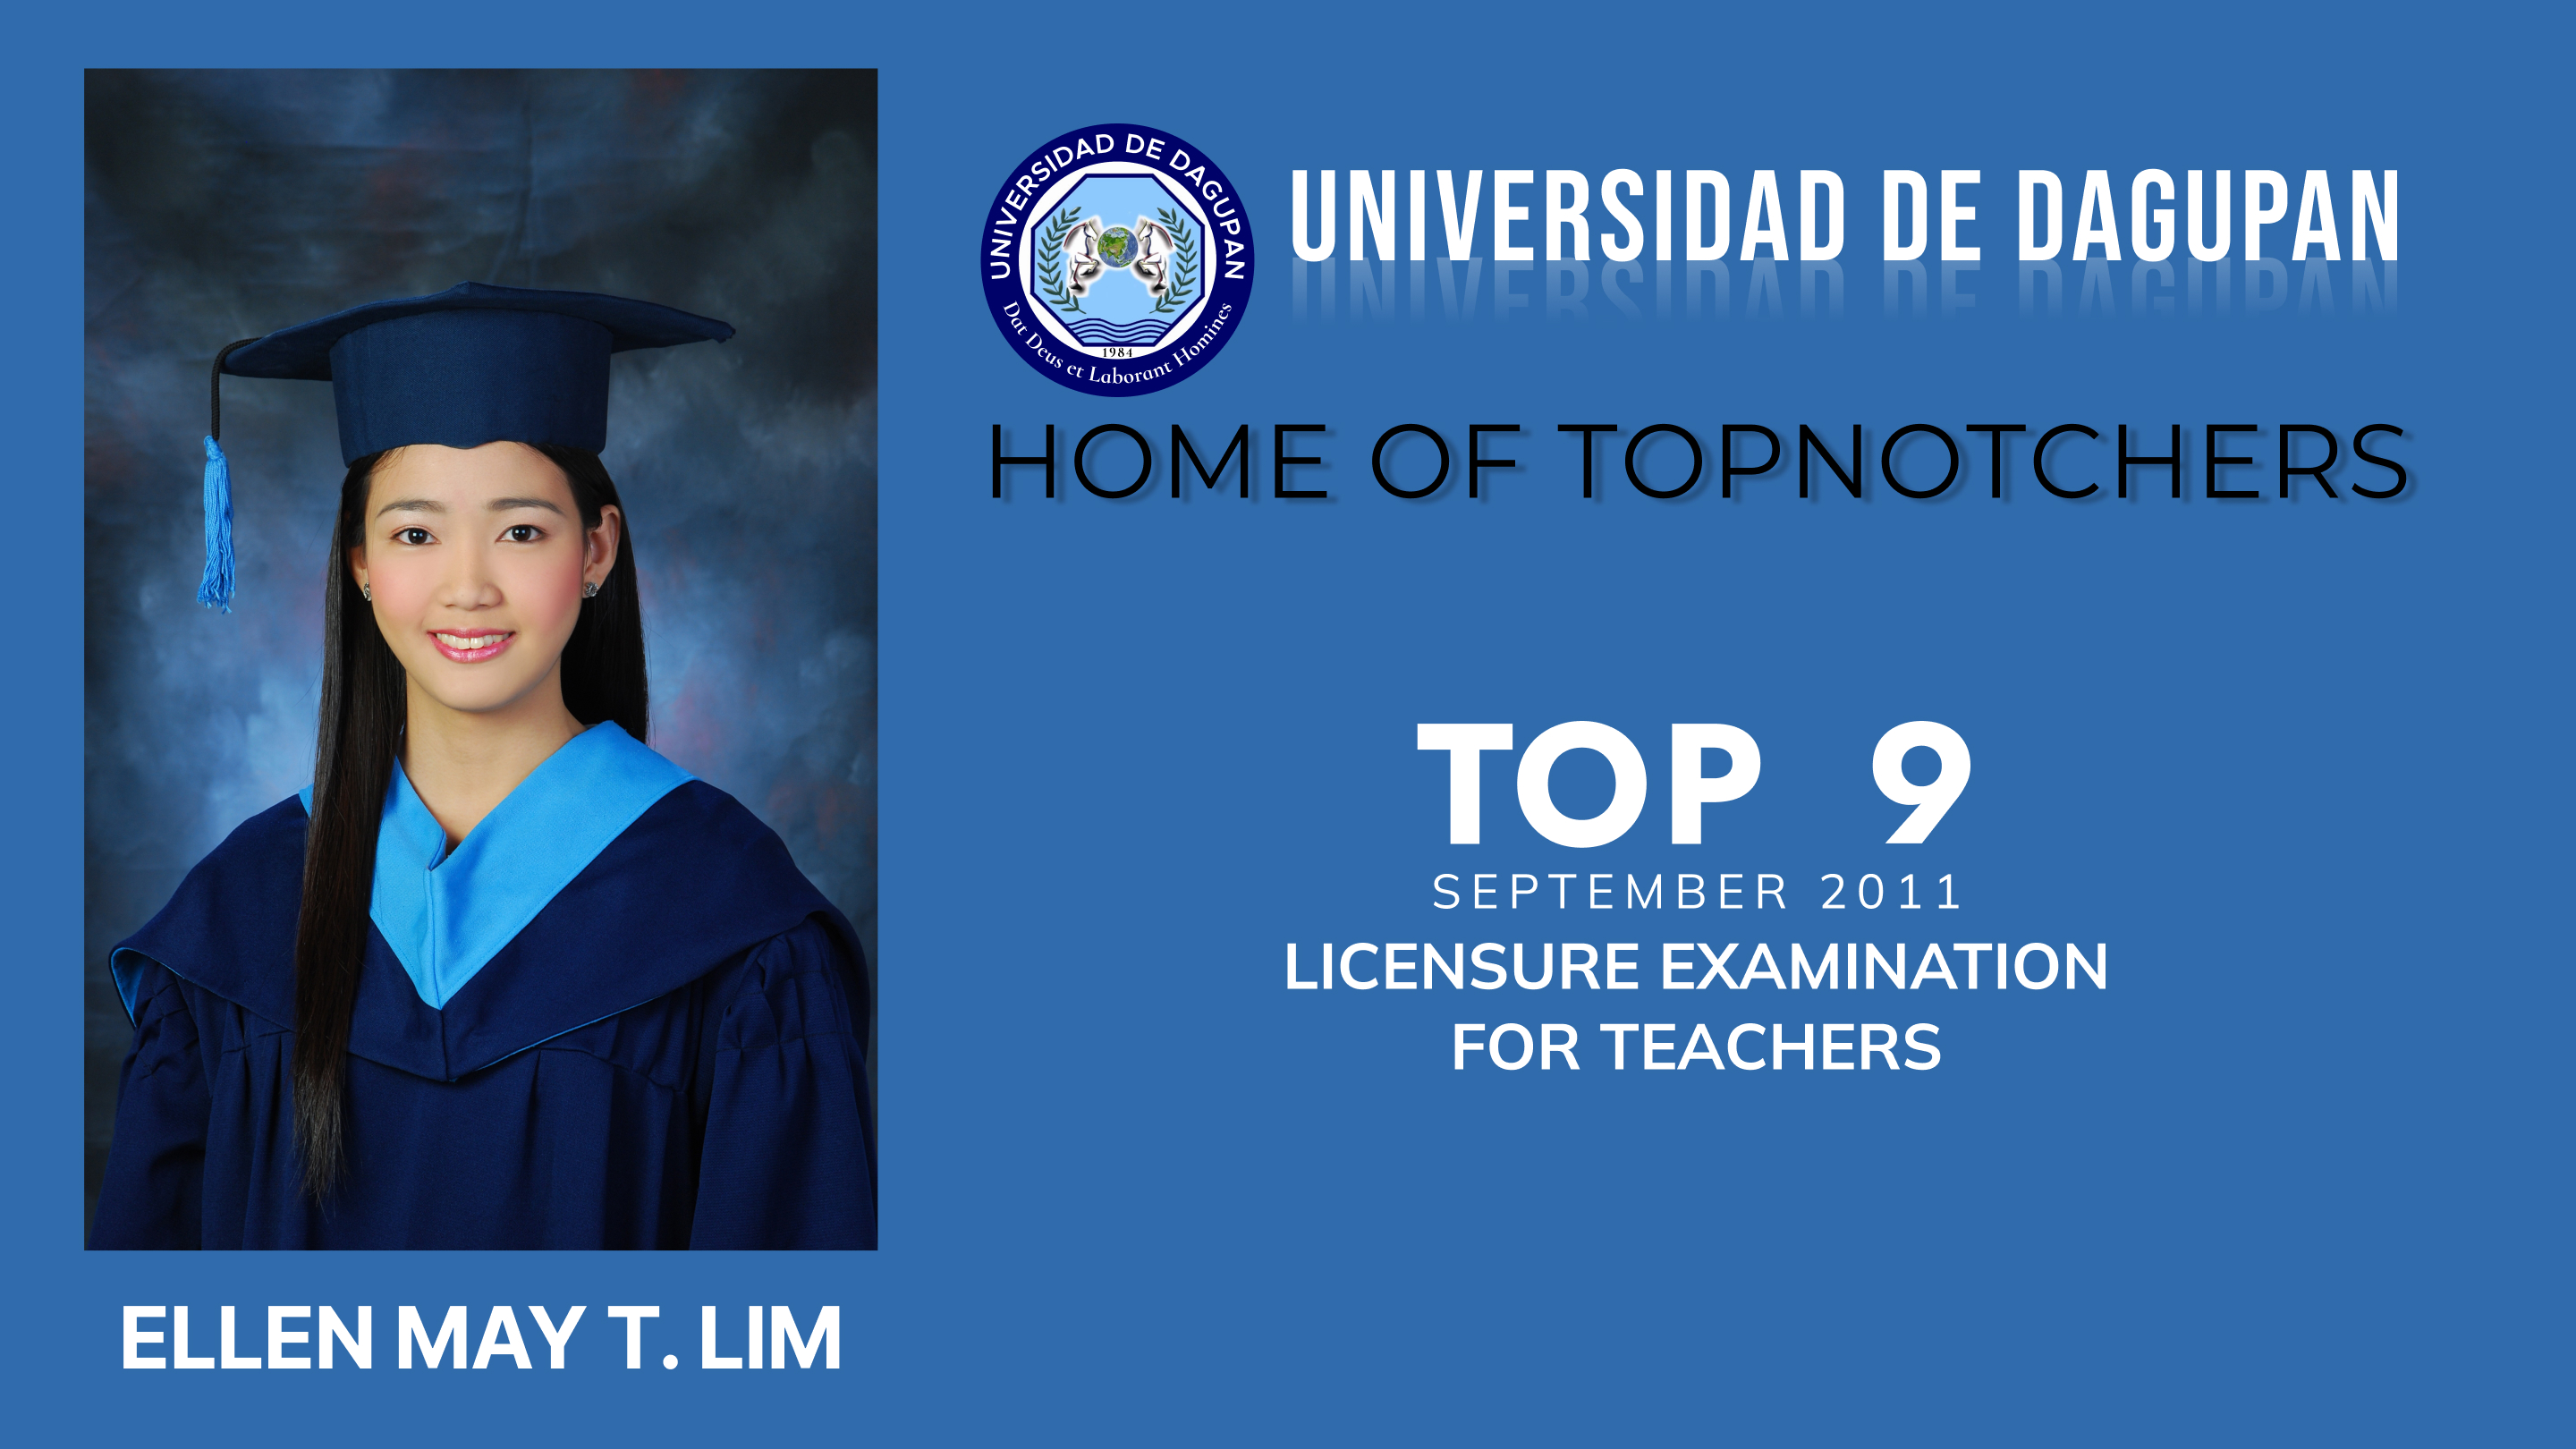 UNIVERSIDAD DE DAGUPAN
Dat Deus et Laborant Homines
1984
UNIVERSIDAD DE DAGUPAN
HOME OF TOPNOTCHERS
TOP 9
SEPTEMBER 2011
LICENSURE EXAMINATION
FOR TEACHERS
ELLEN MAY T. LIM